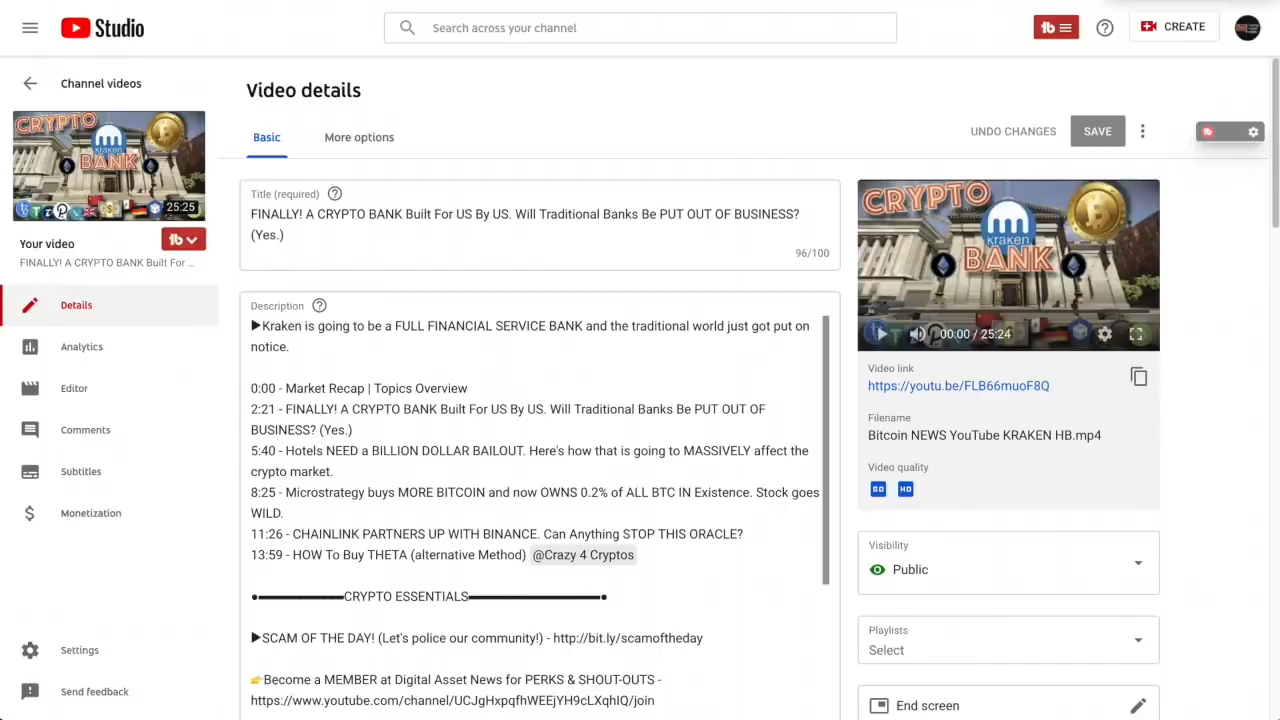 Studio
Search across your channel
CREATE
Channel videos
CRYPTO
kraken
BANK
25:25
Your video
FINALLY! A CRYPTO BANK Built For ...
Details
Analytics
Editor
Comments
Subtitles
Monetization
Settings
Send feedback
Video details
Basic
More options
UNDO CHANGES
SAVE
Title (required)
FINALLY! A CRYPTO BANK Built For US By US. Will Traditional Banks Be PUT OUT OF BUSINESS?
(Yes.)
96/100
Description
▶Kraken is going to be a FULL FINANCIAL SERVICE BANK and the traditional world just got put on
notice.
0:00 - Market Recap | Topics Overview
2:21 - FINALLY! A CRYPTO BANK Built For US By US. Will Traditional Banks Be PUT OUT OF
BUSINESS? (Yes.)
5:40 - Hotels NEED a BILLION DOLLAR BAILOUT. Here's how that is going to MASSIVELY affect the
crypto market.
8:25 - Microstrategy buys MORE BITCOIN and now OWNS 0.2% of ALL BTC IN Existence. Stock goes
WILD.
11:26 - CHAINLINK PARTNERS UP WITH BINANCE. Can Anything STOP THIS ORACLE?
13:59 - HOW To Buy THETA (alternative Method) @Crazy 4 Cryptos
●▬▬▬▬▬▬▬CRYPTO ESSENTIALS▬▬▬▬▬▬▬▬▬▬▬●
▶SCAM OF THE DAY! (Let's police our community!) - http://bit.ly/scamoftheday
👉Become a MEMBER at Digital Asset News for PERKS & SHOUT-OUTS -
https://www.youtube.com/channel/UCJgHxpqfhWEEjYH9cLXqhIQ/join
CRYPTO
kraken
BANK
00:00 / 25:24
Video link
https://youtu.be/FLB66muoF8Q
Filename
Bitcoin NEWS YouTube KRAKEN HB.mp4
Video quality
SD HD
Visibility
Public
Playlists
Select
End screen